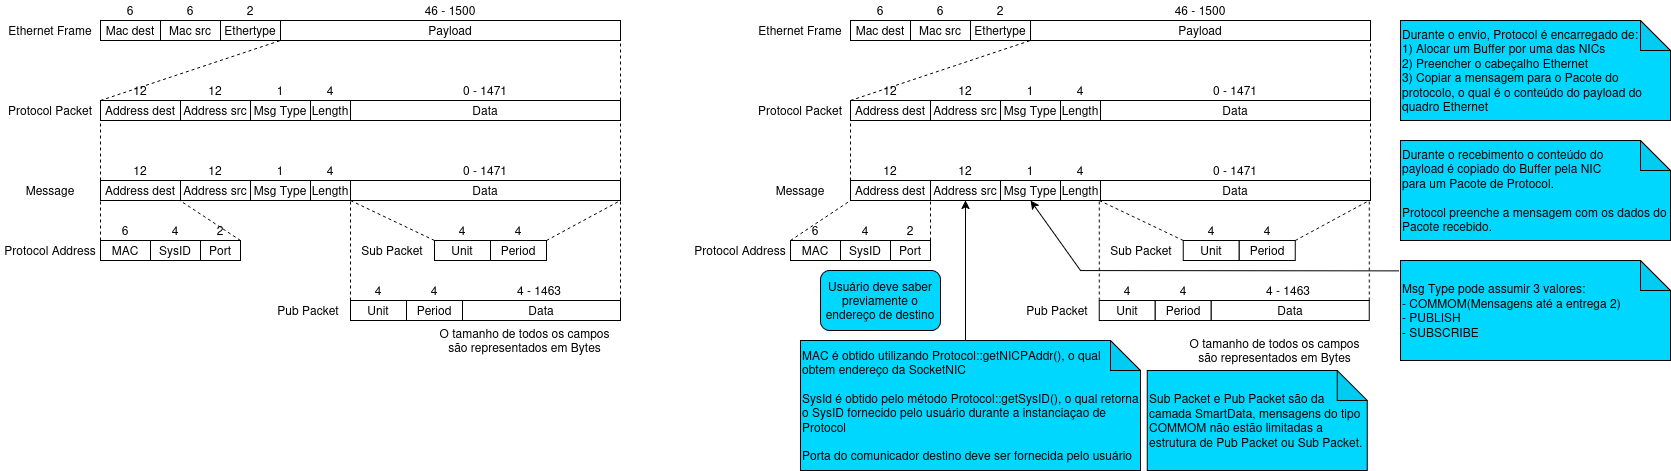 6 6 2 46 - 1500
Ethernet Frame Mac dest Mac src Ethertype Payload
12 12 1 4 0 - 1471
Protocol Packet Address dest Address src Msg Type Length Data
12 12 1 4 0 - 1471
Message Address dest Address src Msg Type Length Data
6 4 2 4 4
Protocol Address MAC SysID Port Sub Packet Unit Period
4 4 4 - 1463
Pub Packet Unit Period Data
O tamanho de todos os campos
são representados em Bytes
6 6 2 46 - 1500
Ethernet Frame Mac dest Mac src Ethertype Payload
12 12 1 4 0 - 1471
Protocol Packet Address dest Address src Msg Type Length Data
12 12 1 4 0 - 1471
Message Address dest Address src Msg Type Length Data
6 4 2 4 4
Protocol Address MAC SysID Port Sub Packet Unit Period
4 4 4 - 1463
Pub Packet Unit Period Data
O tamanho de todos os campos
são representados em Bytes
Usuário deve saber
previamente o
endereço de destino
MAC é obtido utilizando Protocol::getNICPAddr(), o qual
obtem endereço da SocketNIC
SysId é obtido pelo método Protocol::getSysID(), o qual retorna
o SysID fornecido pelo usuário durante a instanciaçao de
Protocol
Porta do comunicador destino deve ser fornecida pelo usuário
Sub Packet e Pub Packet são da
camada SmartData, mensagens do tipo
COMMOM não estão limitadas a
estrutura de Pub Packet ou Sub Packet.
Durante o envio, Protocol é encarregado de:
1) Alocar um Buffer por uma das NICs
2) Preencher o cabeçalho Ethernet
3) Copiar a mensagem para o Pacote do
protocolo, o qual é o conteúdo do payload do
quadro Ethernet
Durante o recebimento o conteúdo do
payload é copiado do Buffer pela NIC
para um Pacote de Protocol.
Protocol preenche a mensagem com os dados do
Pacote recebido.
Msg Type pode assumir 3 valores:
- COMMOM(Mensagens até a entrega 2)
- PUBLISH
- SUBSCRIBE